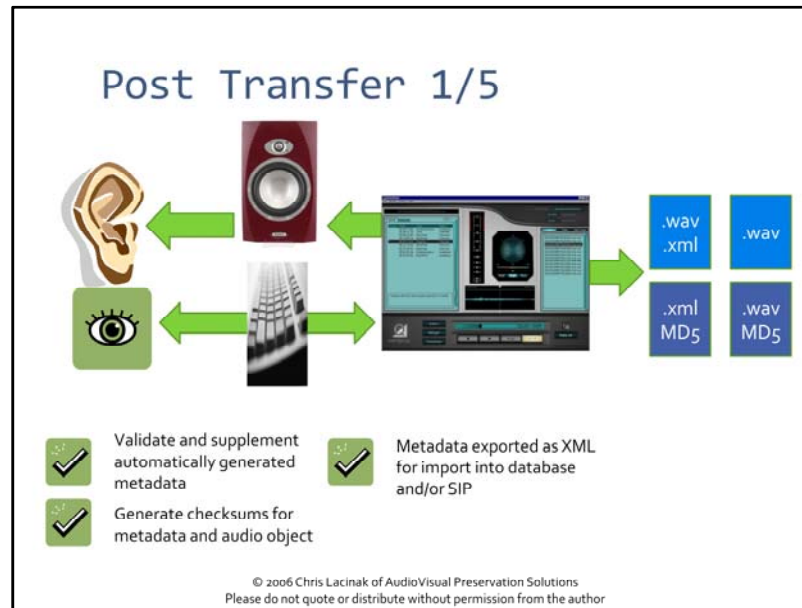 Post Transfer 1/5
.wav
.xml
.wav
.xml
MD5
.wav
MD5
Validate and supplement
automatically generated
metadata
Generate checksums for
metadata and audio object
Metadata exported as XML
for import into database
and/or SIP
© 2006 Chris Lacinak of AudioVisual Preservation Solutions
Please do not quote or distribute without permission from the author